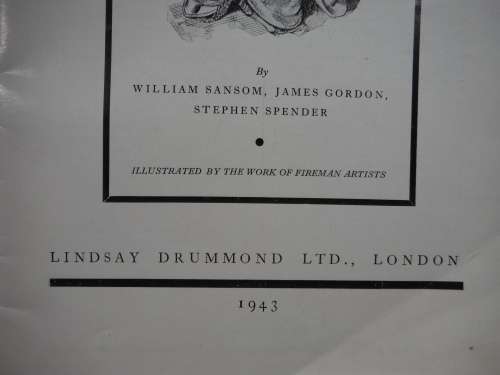 By
WILLIAM SANSOM, JAMES GORDON,
STEPHEN SPENDER
ILLUSTRATED BY THE WORK OF FIREMAN ARTISTS
LINDSAY DRUMMOND LTD., LONDON
1943